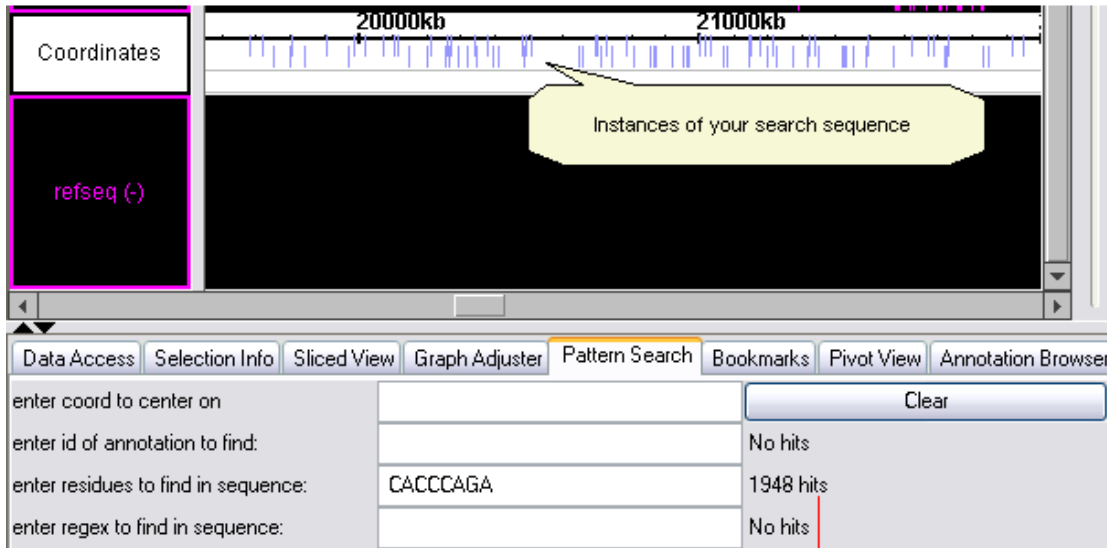 20000kb 21000kb
Coordinates
Instances of your search sequence
refseq (-)
Data Access Selection Info Sliced View Graph Adjuster Pattern Search Bookmarks Pivot View Annotation Browser
enter coord to center on Clear
enter id of annotation to find: No hits
enter residues to find in sequence: CACCCAGA 1948 hits
enter regex to find in sequence: No hits